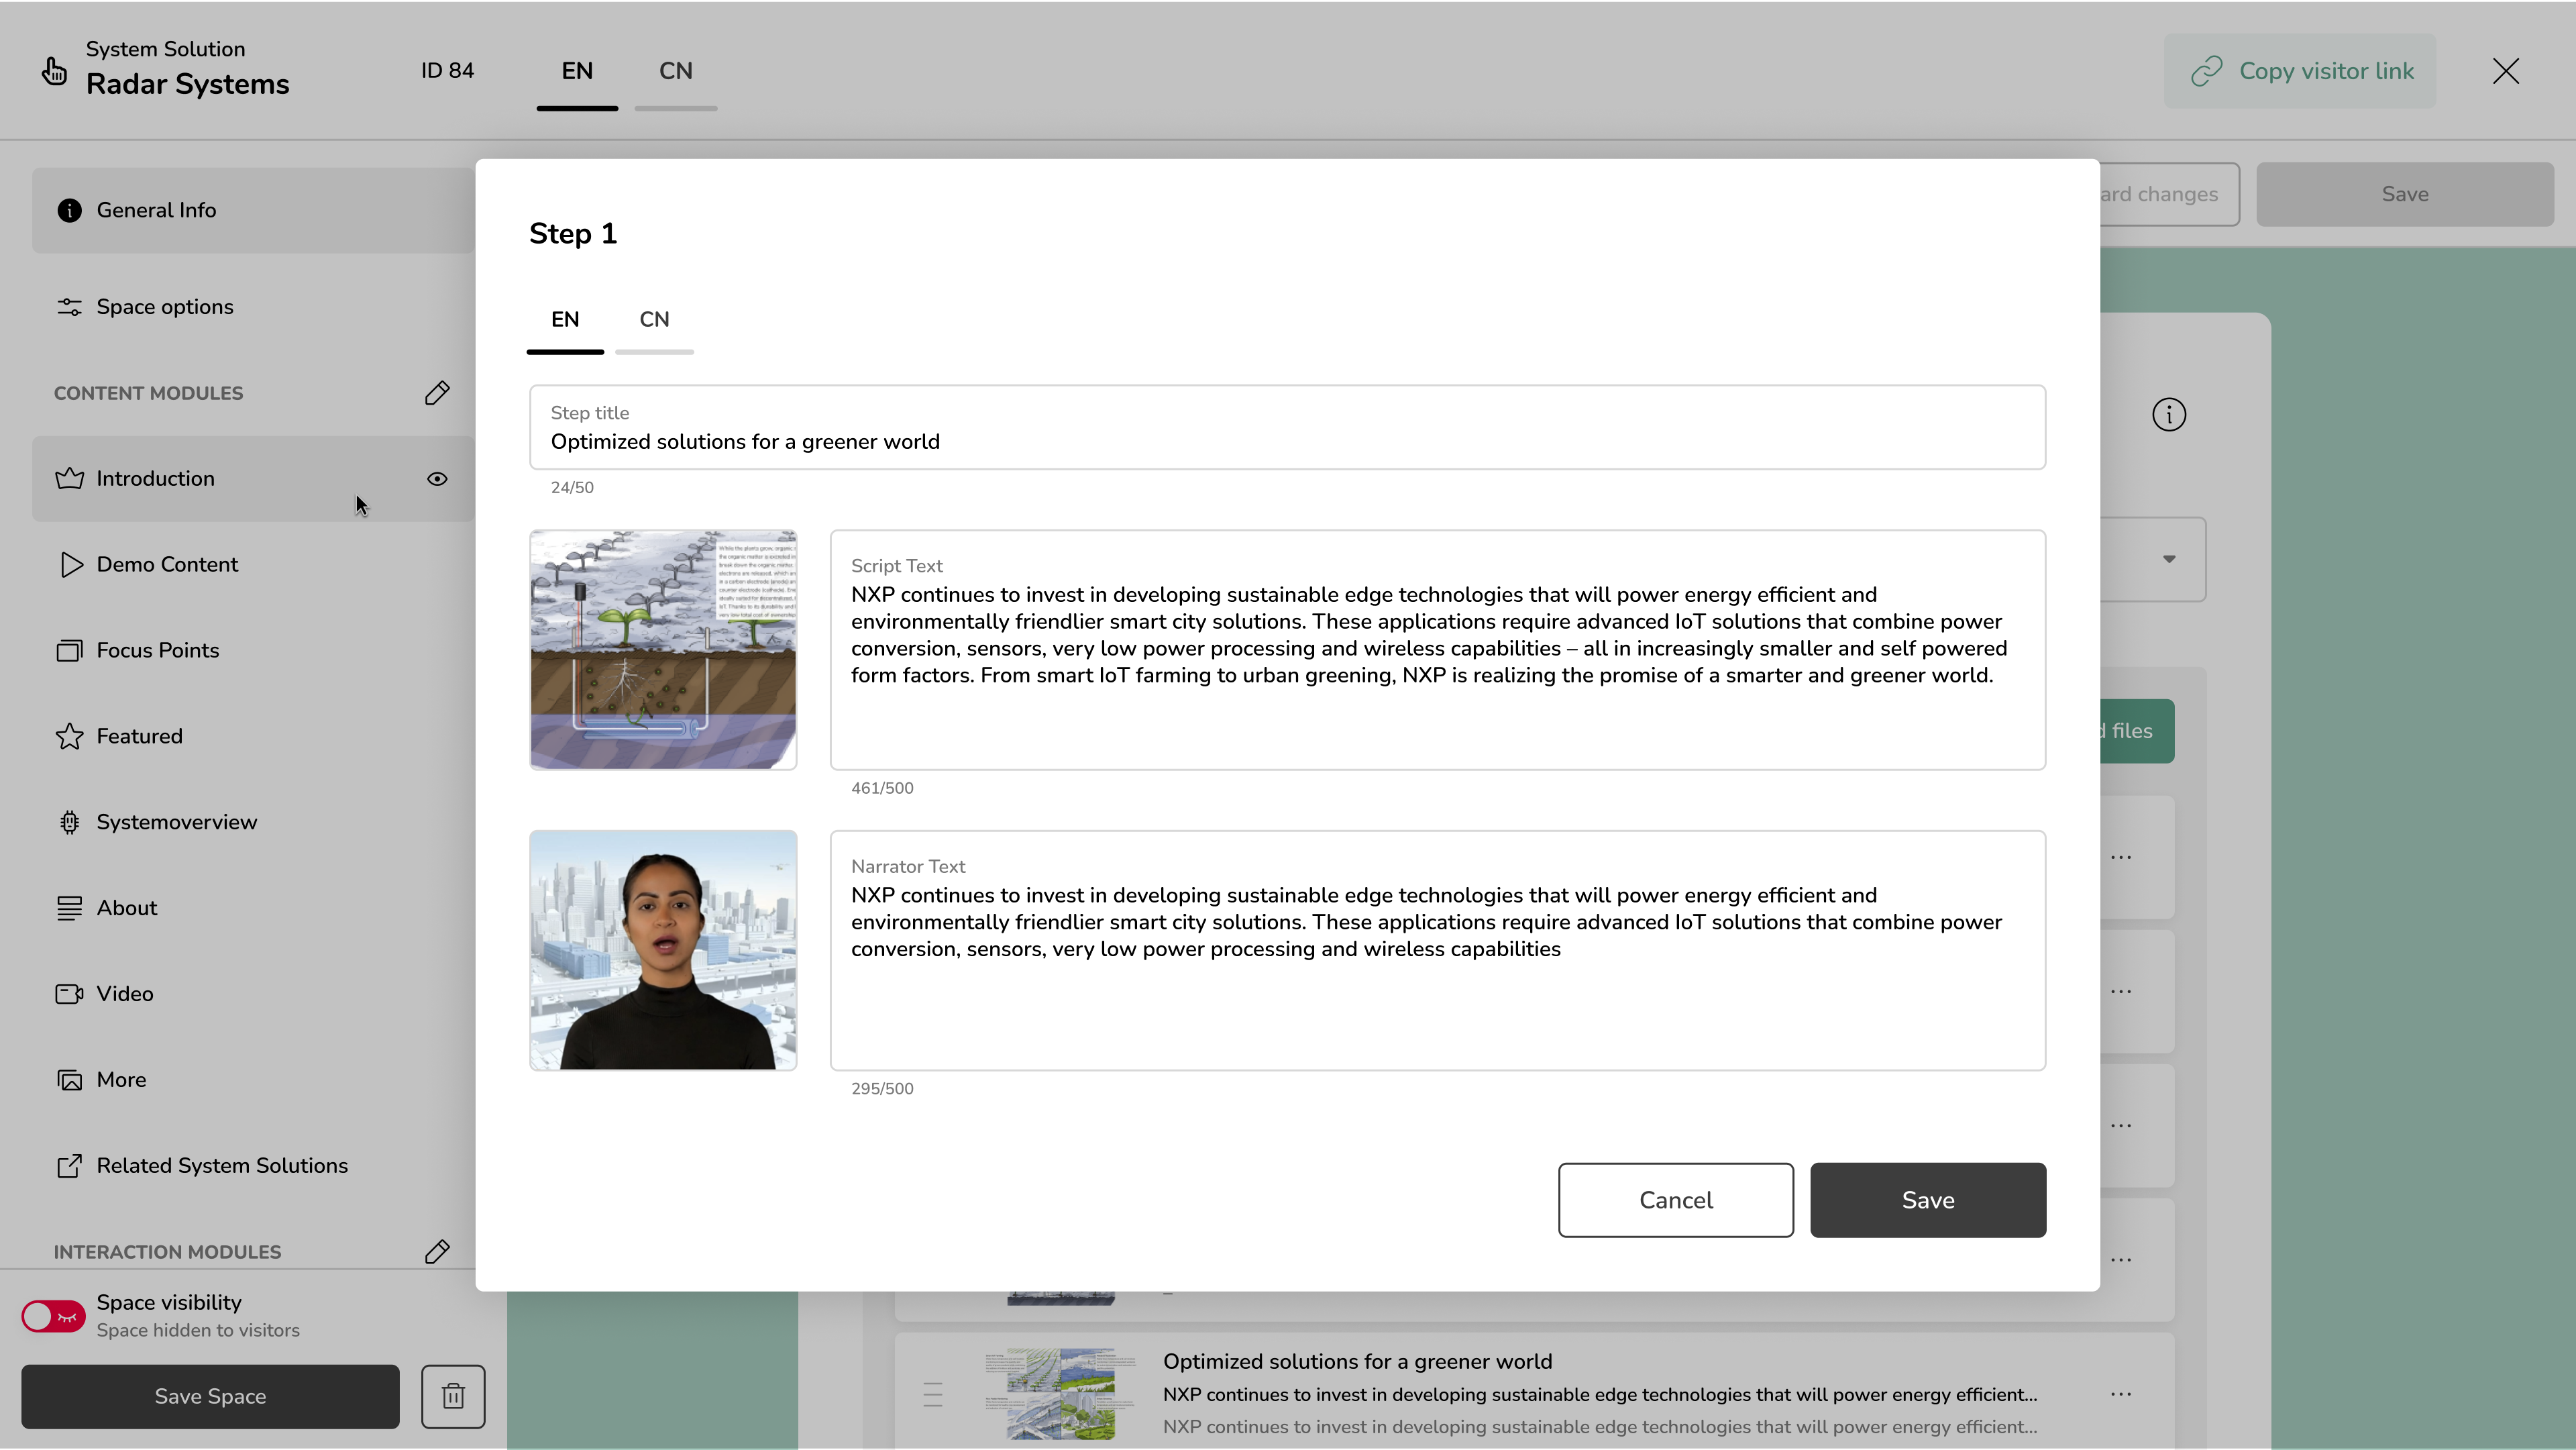 System Solution
Radar Systems
ID 84
EN
CN
Copy visitor link
General Info
Space options
CONTENT MODULES
Introduction
Demo Content
Focus Points
Featured
Systemoverview
About
Video
More
Related System Solutions
INTERACTION MODULES
Space visibility
Space hidden to visitors
Save Space
ard changes
Save
Step 1
EN
CN
Step title
Optimized solutions for a greener world
24/50
Script Text
NXP continues to invest in developing sustainable edge technologies that will power energy efficient and
environmentally friendlier smart city solutions. These applications require advanced IoT solutions that combine power
conversion, sensors, very low power processing and wireless capabilities – all in increasingly smaller and self powered
form factors. From smart IoT farming to urban greening, NXP is realizing the promise of a smarter and greener world.
461/500
Narrator Text
NXP continues to invest in developing sustainable edge technologies that will power energy efficient and
environmentally friendlier smart city solutions. These applications require advanced IoT solutions that combine power
conversion, sensors, very low power processing and wireless capabilities
295/500
Cancel
Save
d files
Optimized solutions for a greener world
NXP continues to invest in developing sustainable edge technologies that will power energy efficient...
NXP continues to invest in developing sustainable edge technologies that will power energy efficient...